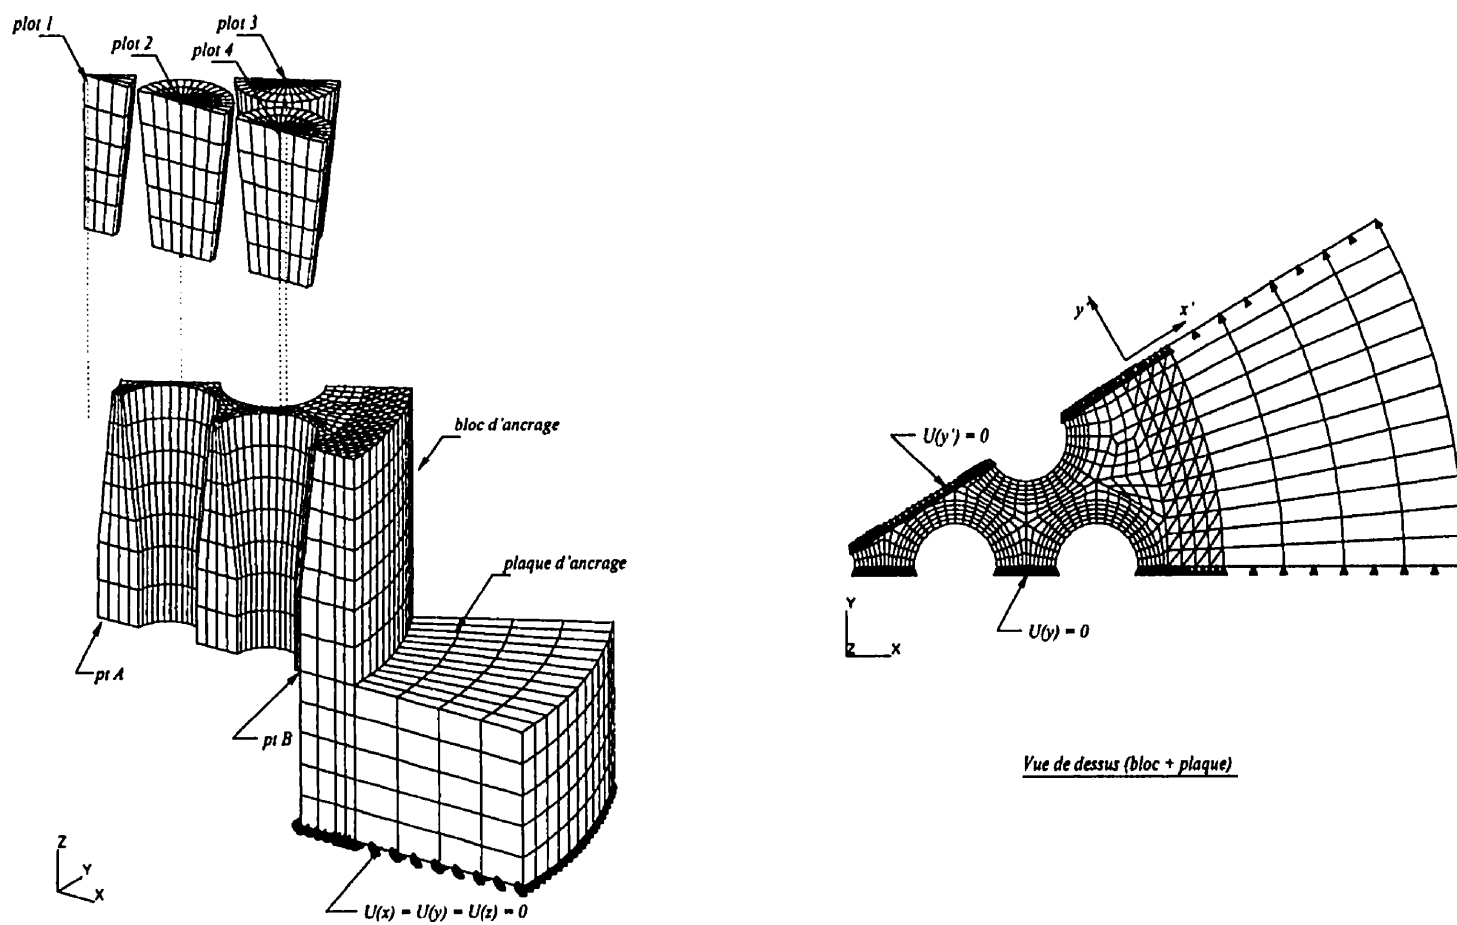 plot 1
plot 2
plot 3
plot 4
bloc d'ancrage
plaque d'ancrage
pt A
pt B
Z
Y
X
U(x) = U(y) = U(z) = 0
y'
x'
U(y') = 0
U(y) = 0
Y
Z X
Vue de dessus (bloc + plaque)